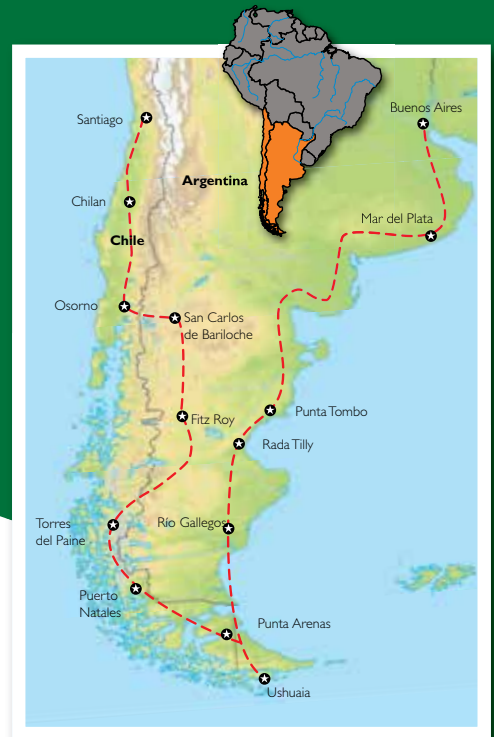 Buenos Aires
Santiago
Argentina
Chilan
Mar del Plata
Chile
Osorno
San Carlos
de Bariloche
Punta Tombo
Fitz Roy
Rada Tilly
Torres
del Paine
Río Gallegos
Puerto
Natales
Punta Arenas
Ushuaia